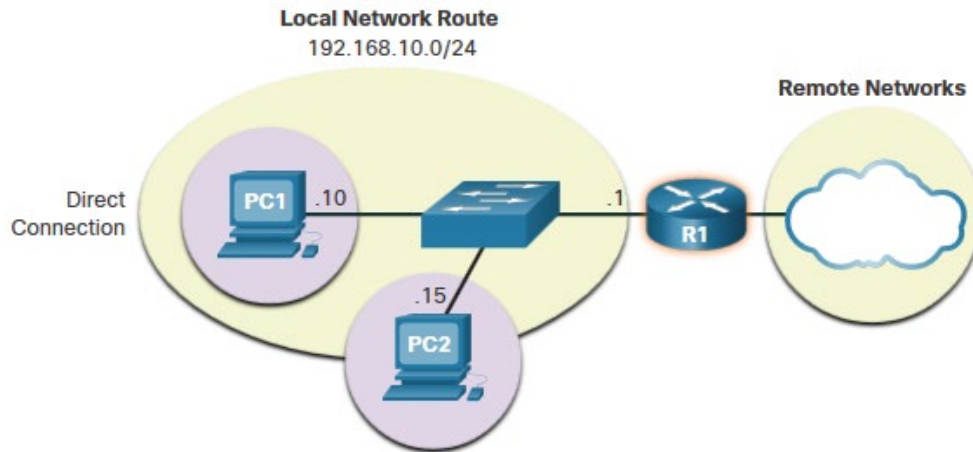 Local Network Route
192.168.10.0/24
Remote Networks
Direct
Connection
PC1
.10
.1
R1
.15
PC2